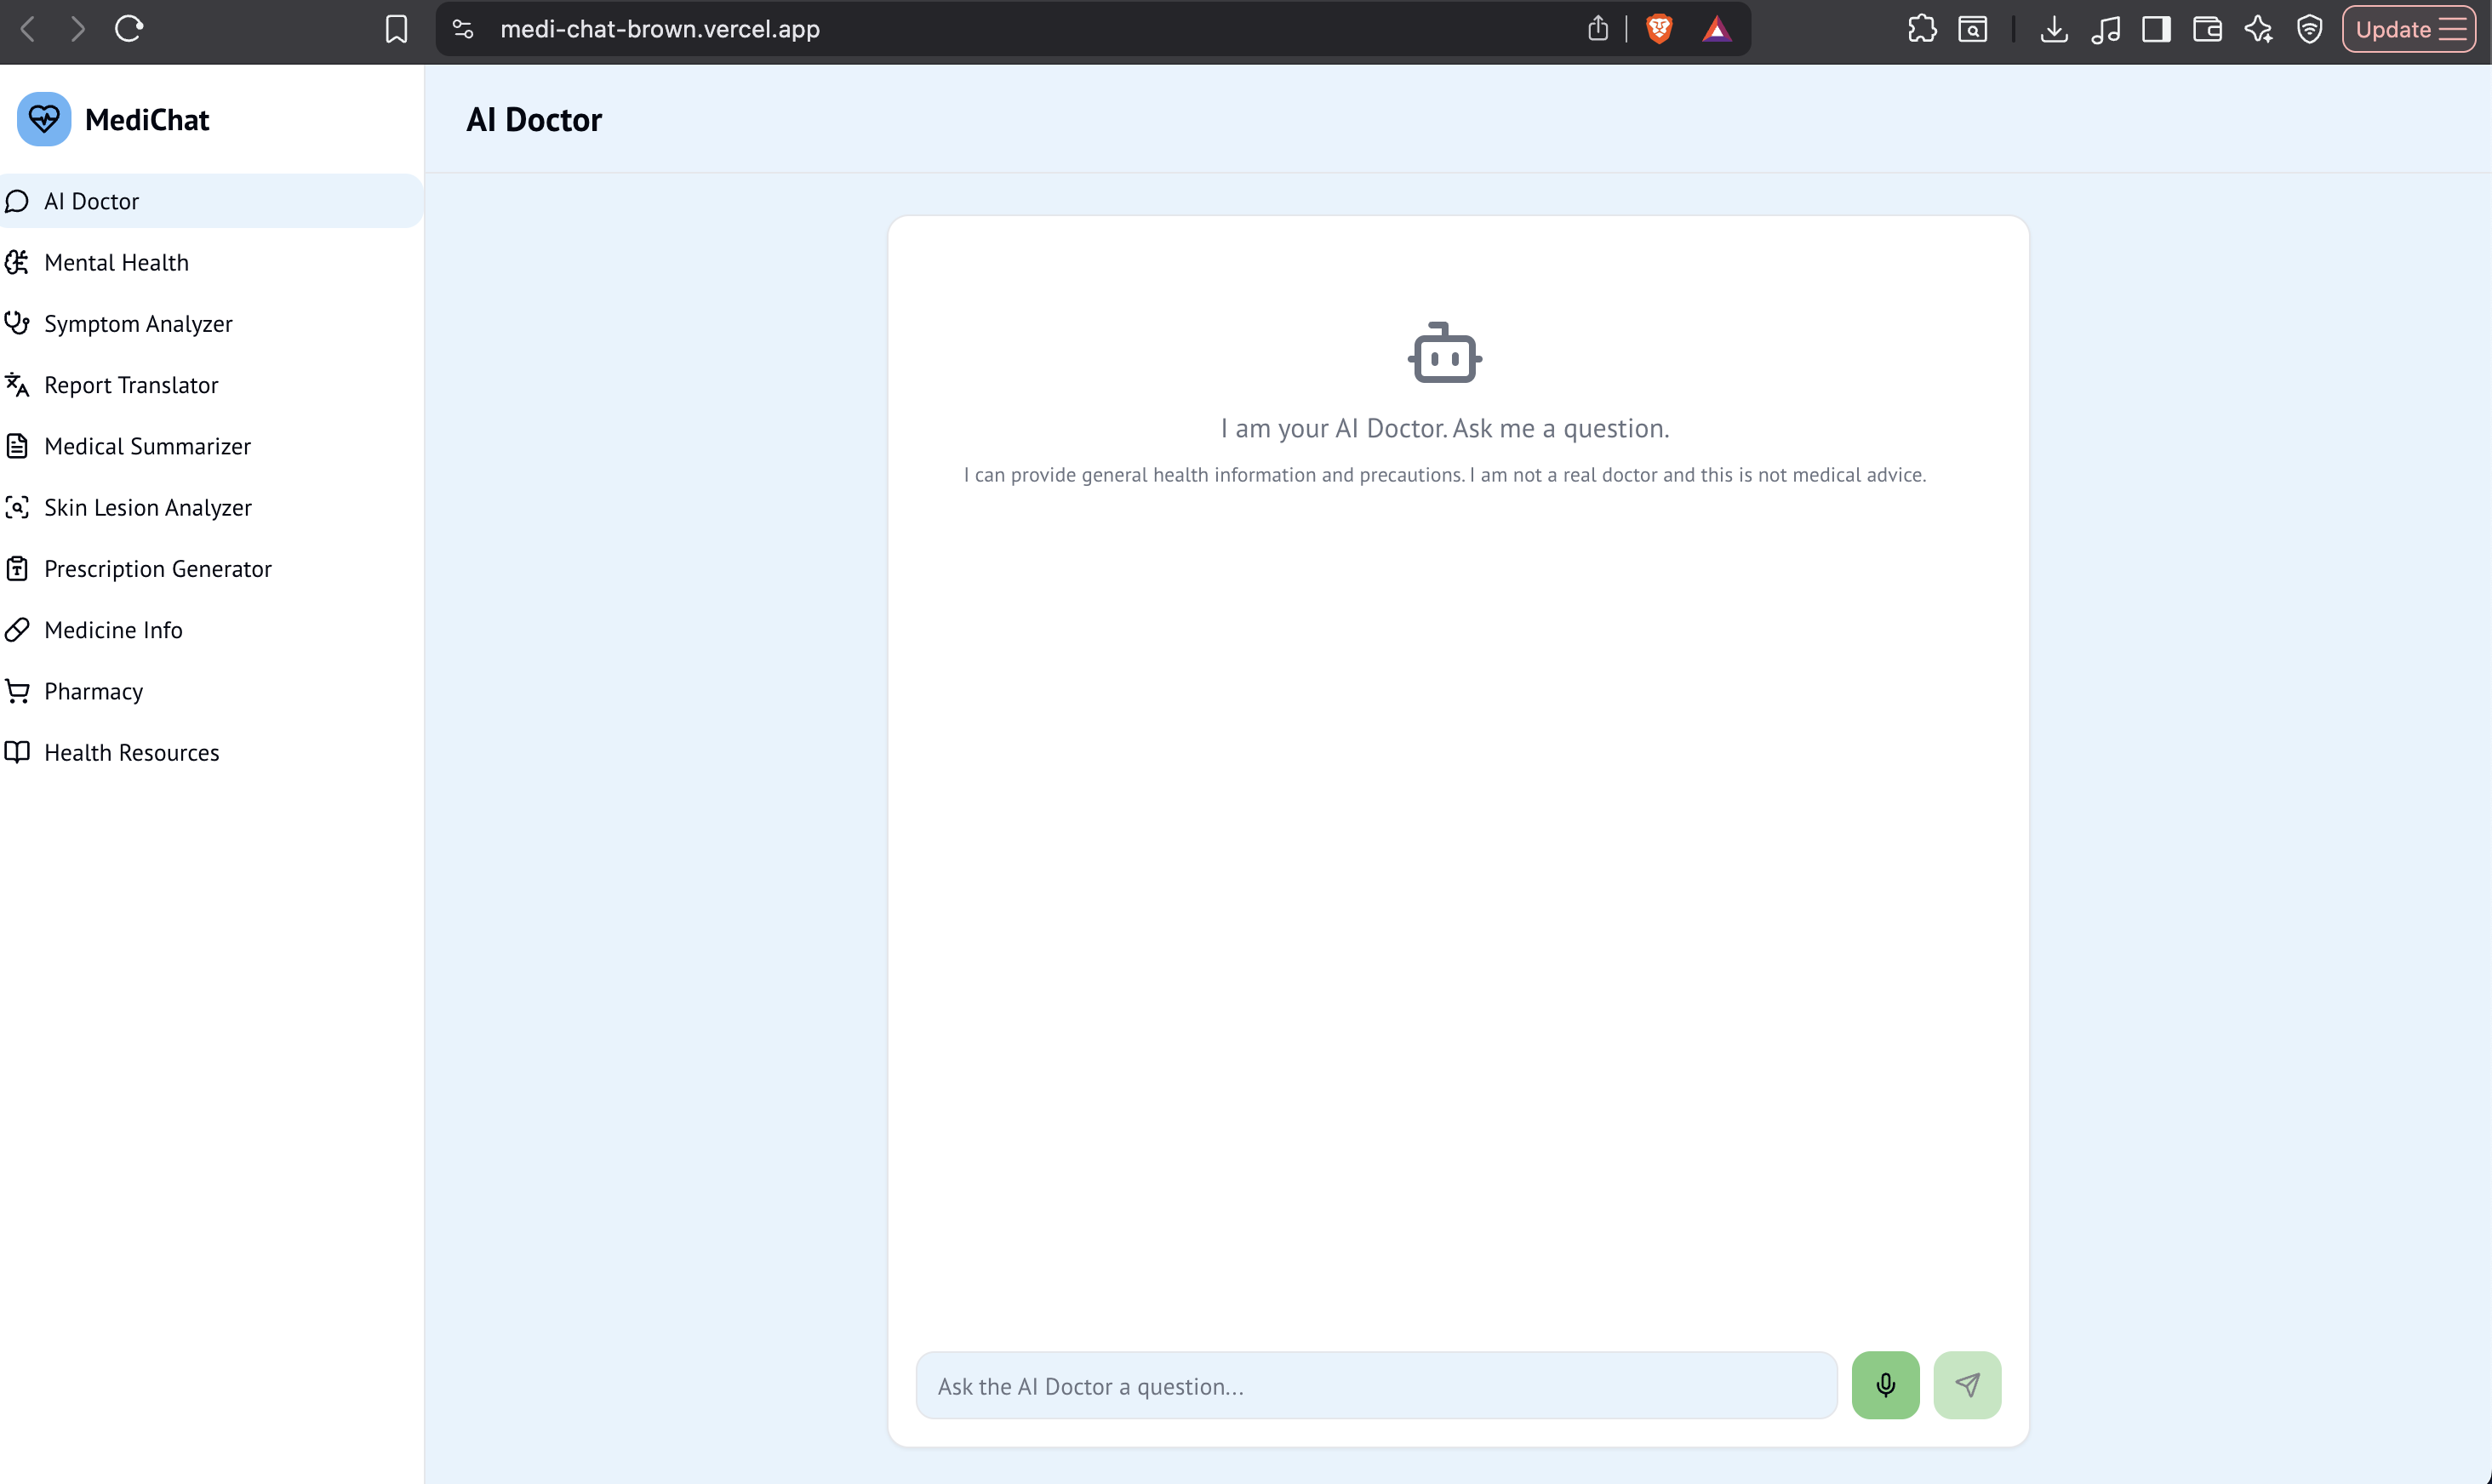 medi-chat-brown.vercel.app
Update
MediChat
AI Doctor
Mental Health
Symptom Analyzer
Report Translator
Medical Summarizer
Skin Lesion Analyzer
Prescription Generator
Medicine Info
Pharmacy
Health Resources
AI Doctor
I am your AI Doctor. Ask me a question.
I can provide general health information and precautions. I am not a real doctor and this is not medical advice.
Ask the AI Doctor a question...